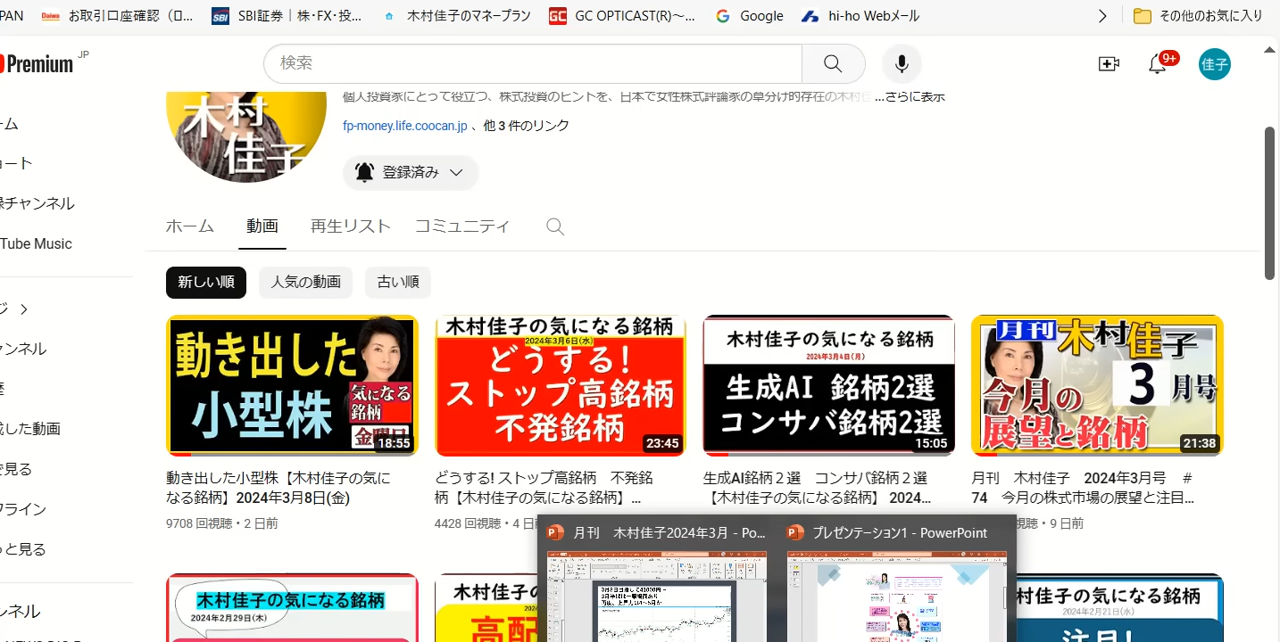 PAN Daiwa お取引口座確認（ロ... SBI SBI証券｜株・FX・投... 木村佳子のマネープラン GC GC OPTICAST(R)～... G Google hi-ho Webメール その他のお気に入り
Premium JP 検索 9+ 佳子
個人投資家にとって役立つ、株式投資のヒントを、日本で女性株式評論家の草分け的存在の木村佳 ...さらに表示
木村
佳子
fp-money.life.coocan.jp 、他 3 件のリンク
登録済み
ーム
ョート
録チャンネル
Tube Music
ジ
ャンネル
歴
成した動画
で見る
フライン
っと見る
ンネル
ホーム 動画 再生リスト コミュニティ
新しい順 人気の動画 古い順
動き出した
小型株
気になる
銘柄
金曜日
18:55
動き出した小型株【木村佳子の気に
なる銘柄】2024年3月8日(金)
9708 回視聴・2 日前
木村佳子の気になる銘柄
2024年3月6日(水)
どうする!
ストップ高銘柄
不発銘柄
23:45
どうする! ストップ高銘柄　不発銘
柄【木村佳子の気になる銘柄】...
4428 回視聴・4 日前
木村佳子の気になる銘柄
2024年3月4日(月)
生成AI 銘柄2選
コンサバ銘柄2選
15:05
生成AI銘柄２選　コンサバ銘柄２選
【木村佳子の気になる銘柄】 2024...
月刊 木村佳子
今月の 3 月号
展望と銘柄
21:38
月刊　木村佳子　2024年3月号　#
74　今月の株式市場の展望と注目...
視聴・9 日前
木村佳子の気になる銘柄
2024年2月29日(木)
木村
高配
村佳子の気になる銘柄
2024年2月21日(水)
注目!
月刊　木村佳子2024年3月 - Po...
プレゼンテーション1 - PowerPoint